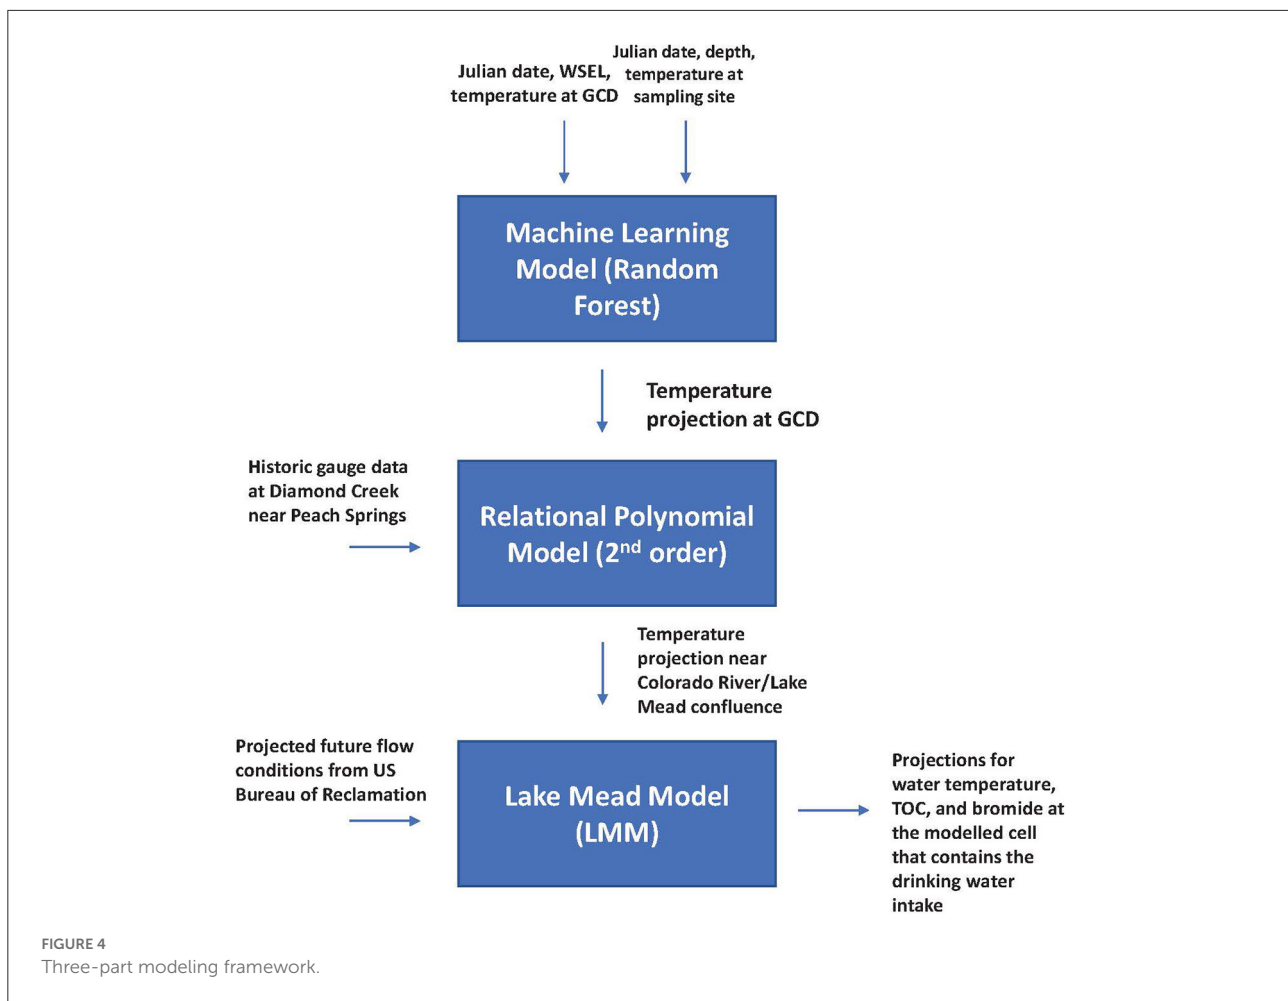 Julian date, WSEL,
temperature at GCD
Julian date, depth,
temperature at
sampling site
Machine Learning
Model (Random
Forest)
Temperature
projection at GCD
Historic gauge data
at Diamond Creek
near Peach Springs
Relational Polynomial
Model (2nd order)
Temperature
projection near
Colorado River/Lake
Mead confluence
Projected future flow
conditions from US
Bureau of Reclamation
Lake Mead Model
(LMM)
Projections for
water temperature,
TOC, and bromide at
the modelled cell
that contains the
drinking water
intake
FIGURE 4
Three-part modeling framework.